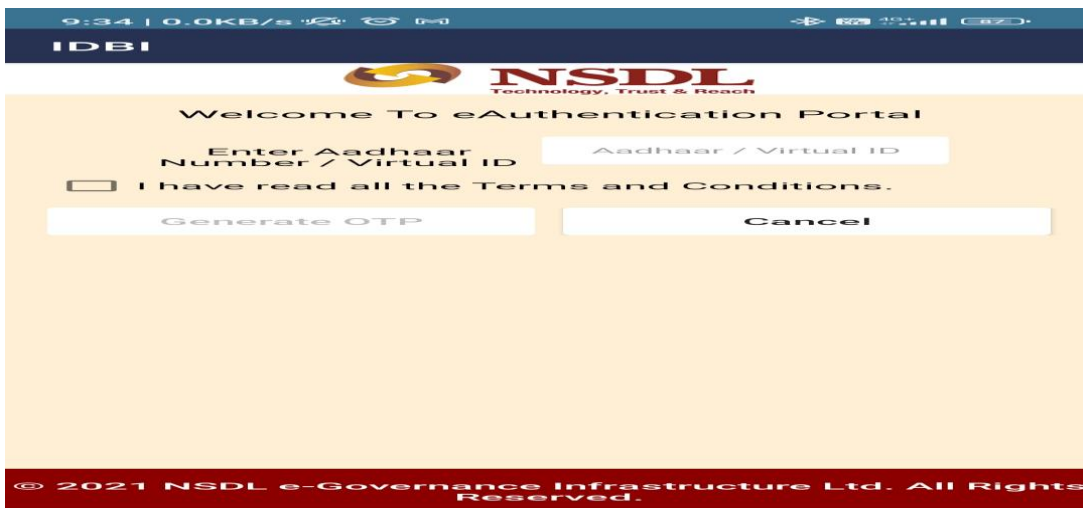 9:34 | 0.0KB/s
4G+
87
IDBI
NSDL
Technology, Trust & Reach
Welcome To eAuthentication Portal
Enter Aadhaar
Number / Virtual ID
Aadhaar / Virtual ID
I have read all the Terms and Conditions.
Generate OTP
Cancel
© 2021 NSDL e-Governance Infrastructure Ltd. All Rights
Reserved.